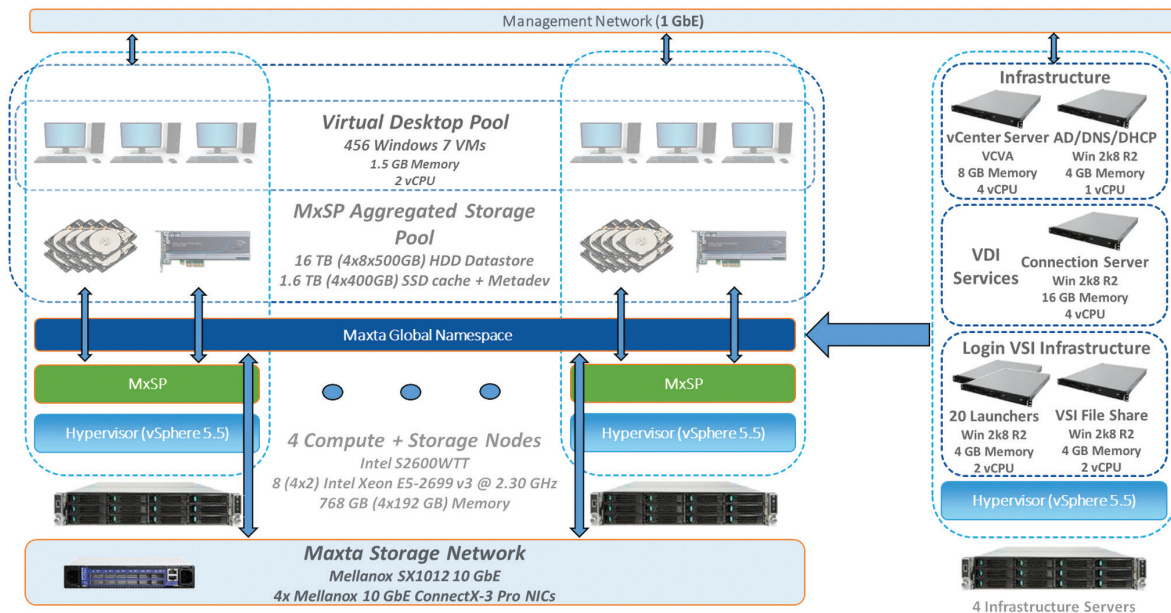 Management Network (1 GbE)
Virtual Desktop Pool
456 Windows 7 VMs
1.5 GB Memory
2 vCPU
MxSP Aggregated Storage
Pool
16 TB (4x8x500GB) HDD Datastore
1.6 TB (4x400GB) SSD cache + Metadev
Maxta Global Namespace
MxSP
MxSP
Hypervisor (vSphere 5.5)
Hypervisor (vSphere 5.5)
4 Compute + Storage Nodes
Intel S2600WTT
8 (4x2) Intel Xeon E5-2699 v3 @ 2.30 GHz
768 GB (4x192 GB) Memory
Maxta Storage Network
Mellanox SX1012 10 GbE
4x Mellanox 10 GbE ConnectX-3 Pro NICs
Infrastructure
vCenter Server
VCVA
8 GB Memory
4 vCPU
AD/DNS/DHCP
Win 2k8 R2
4 GB Memory
1 vCPU
VDI
Services
Connection Server
Win 2k8 R2
16 GB Memory
4 vCPU
Login VSI Infrastructure
20 Launchers
Win 2k8 R2
4 GB Memory
2 vCPU
VSI File Share
Win 2k8 R2
4 GB Memory
2 vCPU
Hypervisor (vSphere 5.5)
4 Infrastructure Servers